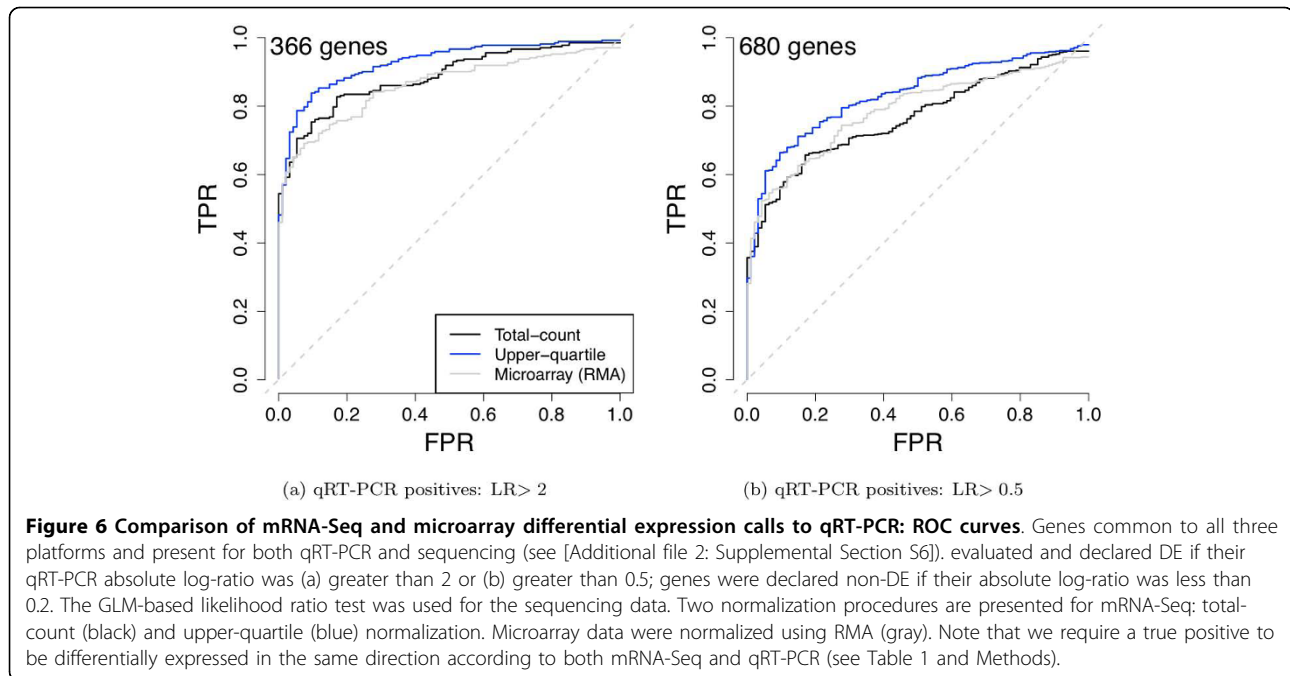 366 genes
1.0
0.8
0.6
0.4
0.2
0.0
TPR
0.0 0.2 0.4 0.6 0.8 1.0
FPR
Total-count
Upper-quartile
Microarray (RMA)
(a) qRT-PCR positives: LR> 2
680 genes
1.0
0.8
0.6
0.4
0.2
0.0
TPR
0.0 0.2 0.4 0.6 0.8 1.0
FPR
(b) qRT-PCR positives: LR> 0.5
Figure 6 Comparison of mRNA-Seq and microarray differential expression calls to qRT-PCR: ROC curves. Genes common to all three
platforms and present for both qRT-PCR and sequencing (see [Additional file 2: Supplemental Section S6]). evaluated and declared DE if their
qRT-PCR absolute log-ratio was (a) greater than 2 or (b) greater than 0.5; genes were declared non-DE if their absolute log-ratio was less than
0.2. The GLM-based likelihood ratio test was used for the sequencing data. Two normalization procedures are presented for mRNA-Seq: total-
count (black) and upper-quartile (blue) normalization. Microarray data were normalized using RMA (gray). Note that we require a true positive to
be differentially expressed in the same direction according to both mRNA-Seq and qRT-PCR (see Table 1 and Methods).